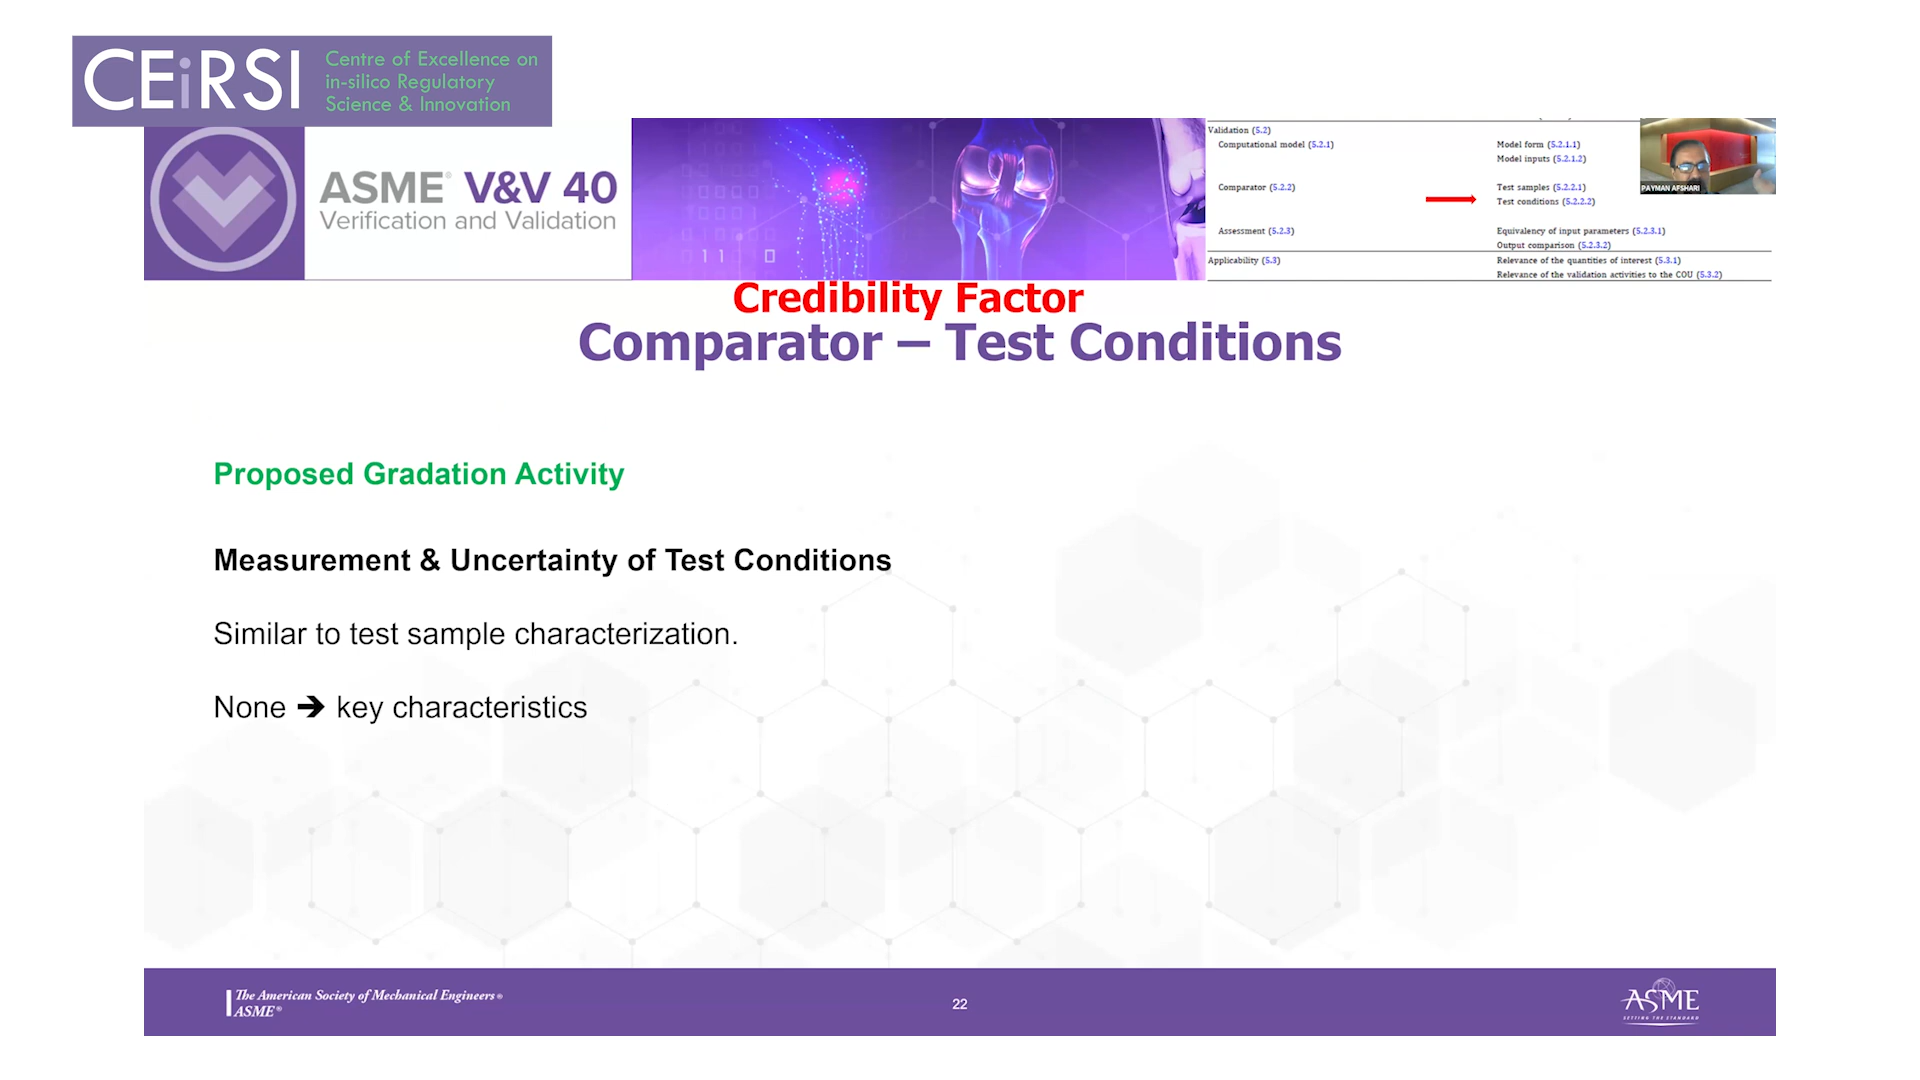 CEiRSI
Centre of Excellence on
in-silico Regulatory
Science & Innovation
ASME® V&V 40
Verification and Validation
Validation (5.2)
Computational model (5.2.1)
Model form (5.2.1.1)
Model inputs (5.2.1.2)
Comparator (5.2.2)
Test samples (5.2.2.1)
Test conditions (5.2.2.2)
Assessment (5.2.3)
Equivalency of input parameters (5.2.3.1)
Output comparison (5.2.3.2)
Applicability (5.3)
Relevance of the quantities of interest (5.3.1)
Relevance of the validation activities to the COU (5.3.2)
PAYMAN AFSHARI
Credibility Factor
Comparator – Test Conditions
Proposed Gradation Activity
Measurement & Uncertainty of Test Conditions
Similar to test sample characterization.
None ➔ key characteristics
The American Society of Mechanical Engineers®
ASME®
22
ASME
SETTING THE STANDARD